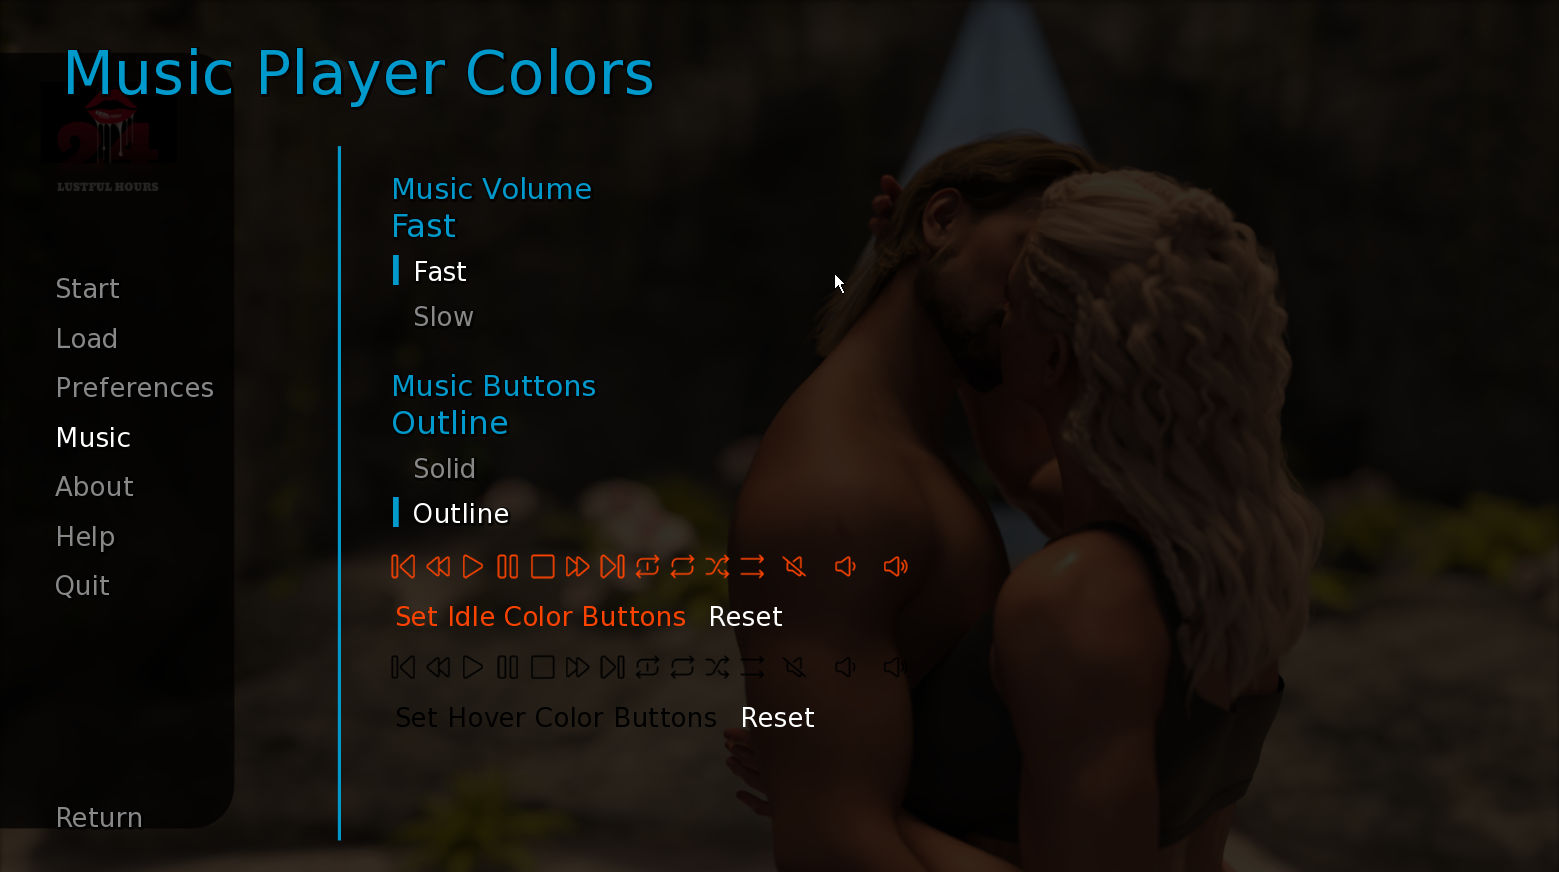 Music Player Colors
LUSTFUL HOURS
Start
Load
Preferences
Music
About
Help
Quit
Return
Music Volume
Fast
Fast
Slow
Music Buttons
Outline
Solid
Outline
Set Idle Color Buttons Reset
Set Hover Color Buttons Reset